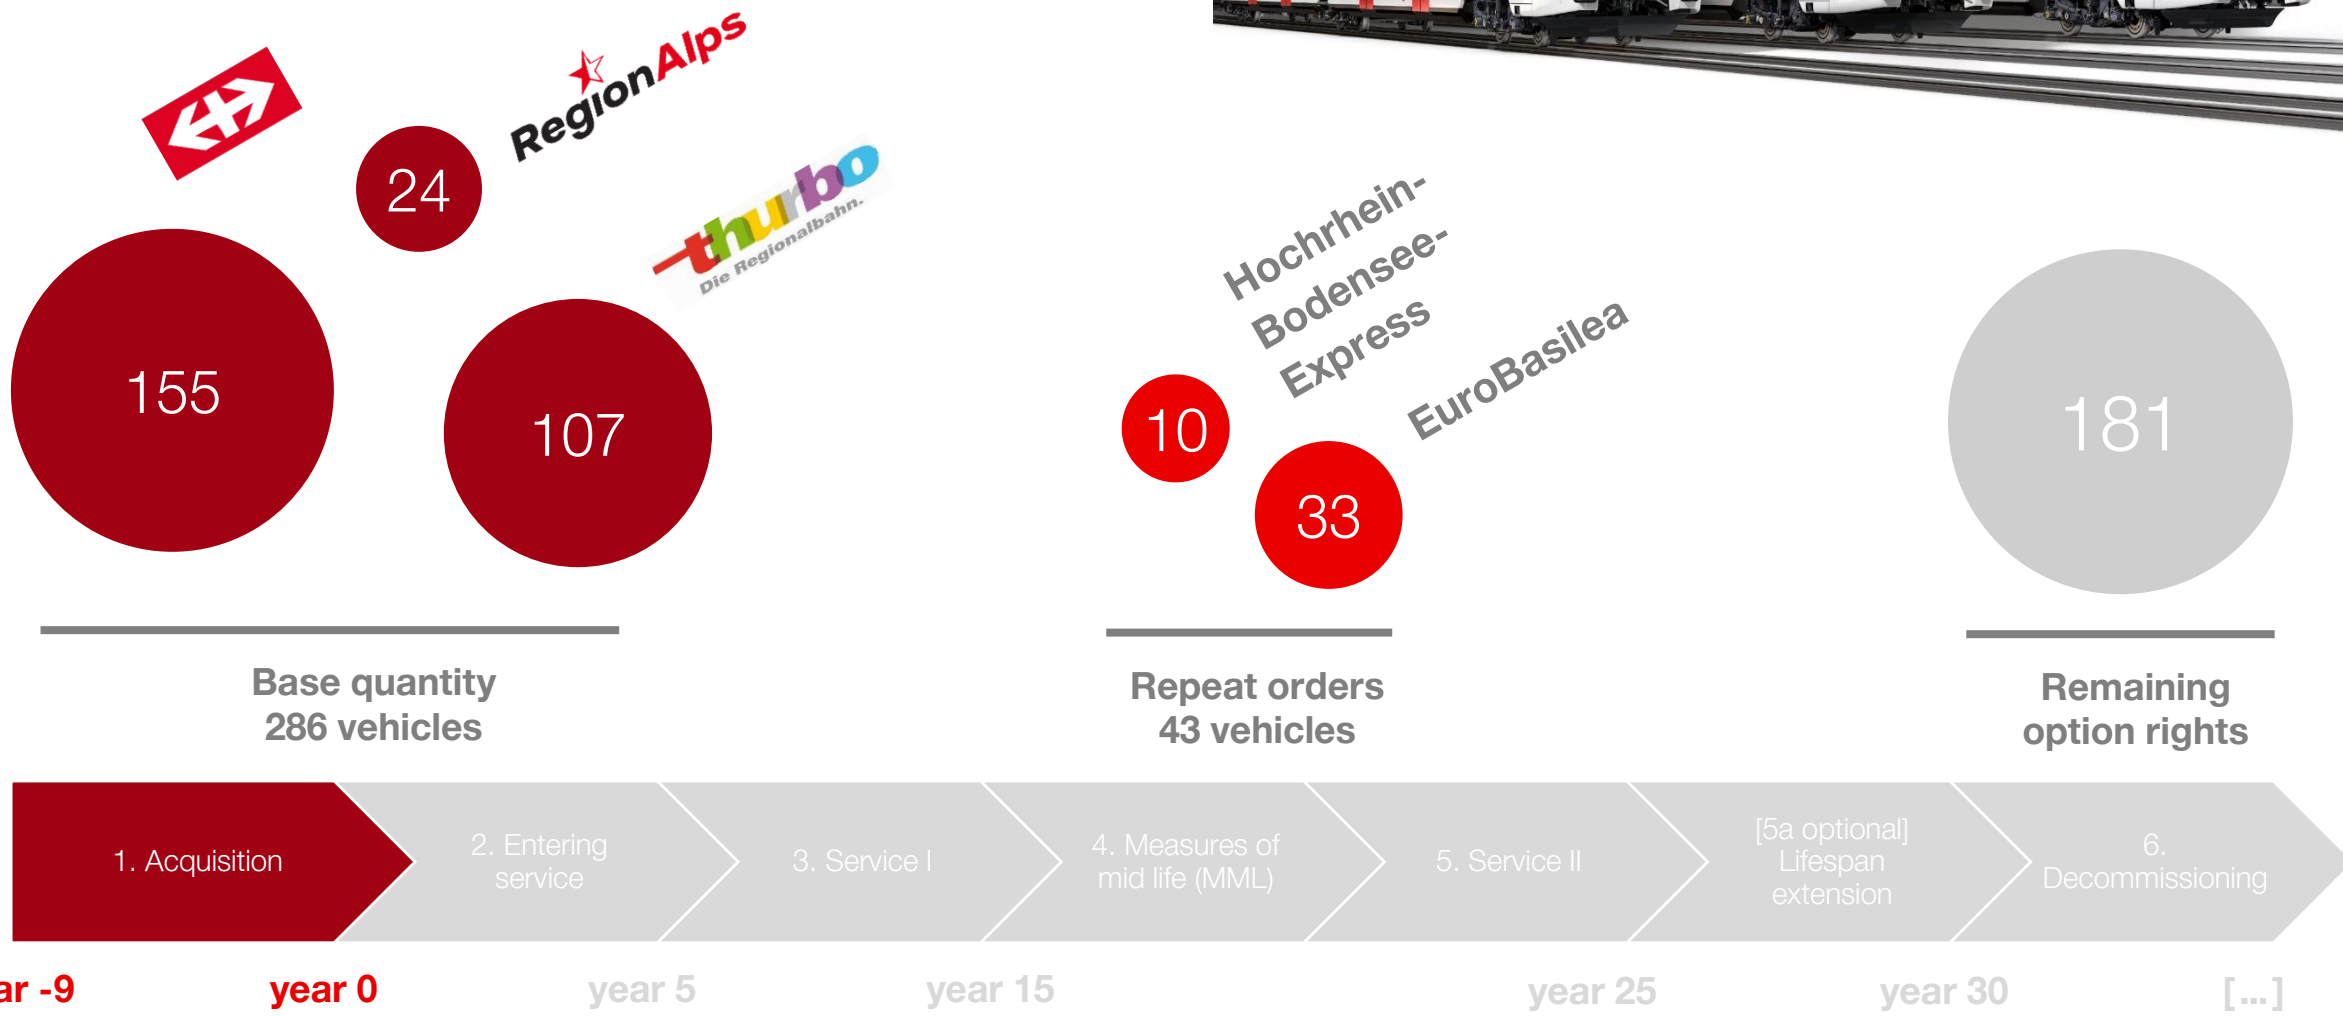 RegionAlps
24
thurbo
Die Regionalbahn.
155
107
Hochrhein-
Bodensee-
Express
EuroBasilea
10
33
181
Base quantity
286 vehicles
Repeat orders
43 vehicles
Remaining
option rights
1. Acquisition
2. Entering
service
3. Service I
4. Measures of
mid life (MML)
5. Service II
[5a optional]
Lifespan
extension
6.
Decommissioning
ar -9
year 0
year 5
year 15
year 25
year 30
[...]